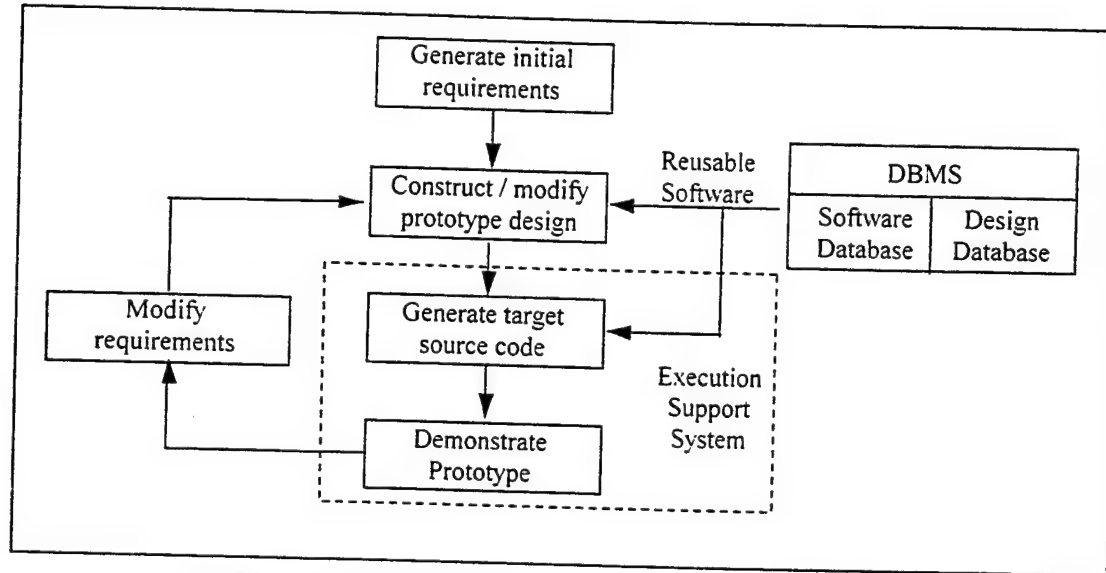 Generate initial
requirements
Construct / modify
prototype design
Reusable
Software
DBMS
Software
Database
Design
Database
Modify
requirements
Generate target
source code
Execution
Support
System
Demonstrate
Prototype